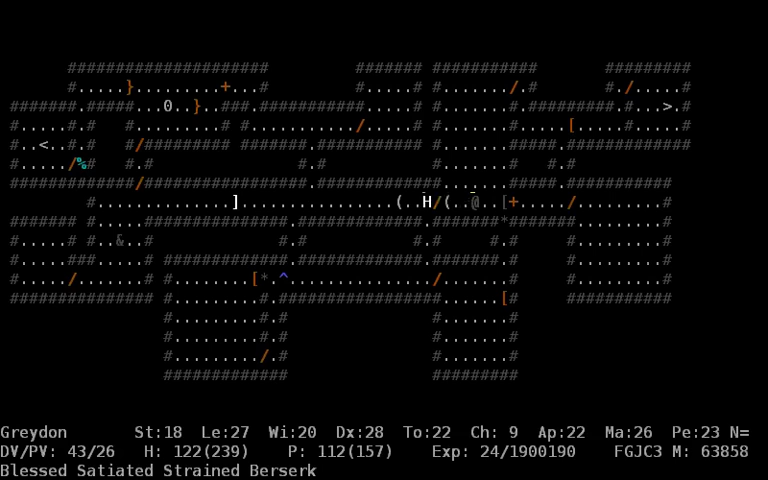 ##################### ####### ########### #########
#.....}.........+...# #.....# #......./.# #./.....#
#######.#####...0..}..###.###########.....# #.......#.#########.#...>.#
#.....#.# #.........# #.........../.....# #.......#.....[.....#.....#
#..<..#.# #/######### #######.########### #.......#####.#############
#...../%# #.# #.# #.......# #.#
#############/#################.############# .......#####.###########
#...............]................(..H/(..@..[+...../.........#
####### #.....###############.#############.#######*#######.........#
#.....# #..&..# #.# #.# #.# #.........#
#.....###.....# #############.#############.#######.# #.........#
#...../.......# #........[*.^.............../.......# #.........#
############### #.........#.#################......[# ###########
#.........#.# #.......#
#.........#.# #.......#
#........./.# #.......#
############# #########
Greydon St:18 Le:27 Wi:20 Dx:28 To:22 Ch: 9 Ap:22 Ma:26 Pe:23 N=
DV/PV: 43/26 H: 122(239) P: 112(157) Exp: 24/1900190 FGJC3 M: 63858
Blessed Satiated Strained Berserk